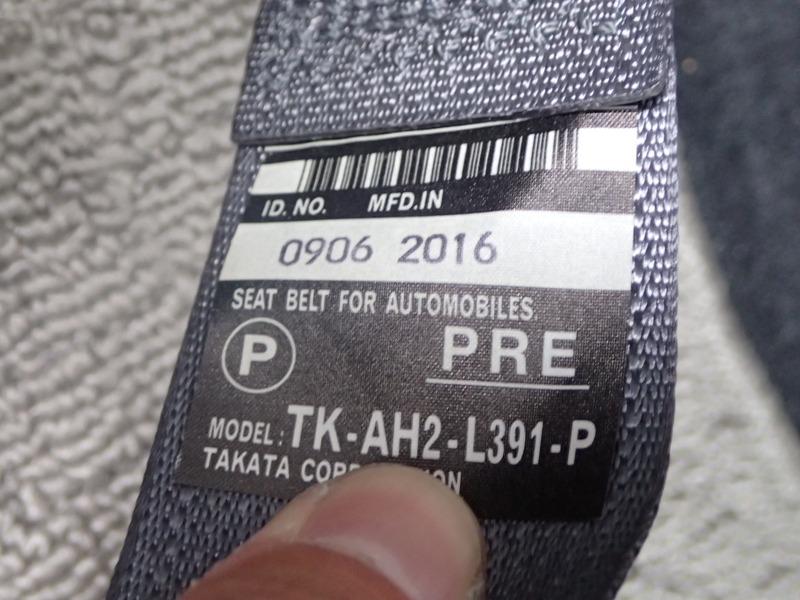 ID. NO. MFD.IN
0906 2016
SEAT BELT FOR AUTOMOBILES
P PRE
MODEL: TK-AH2-L391-P
TAKATA